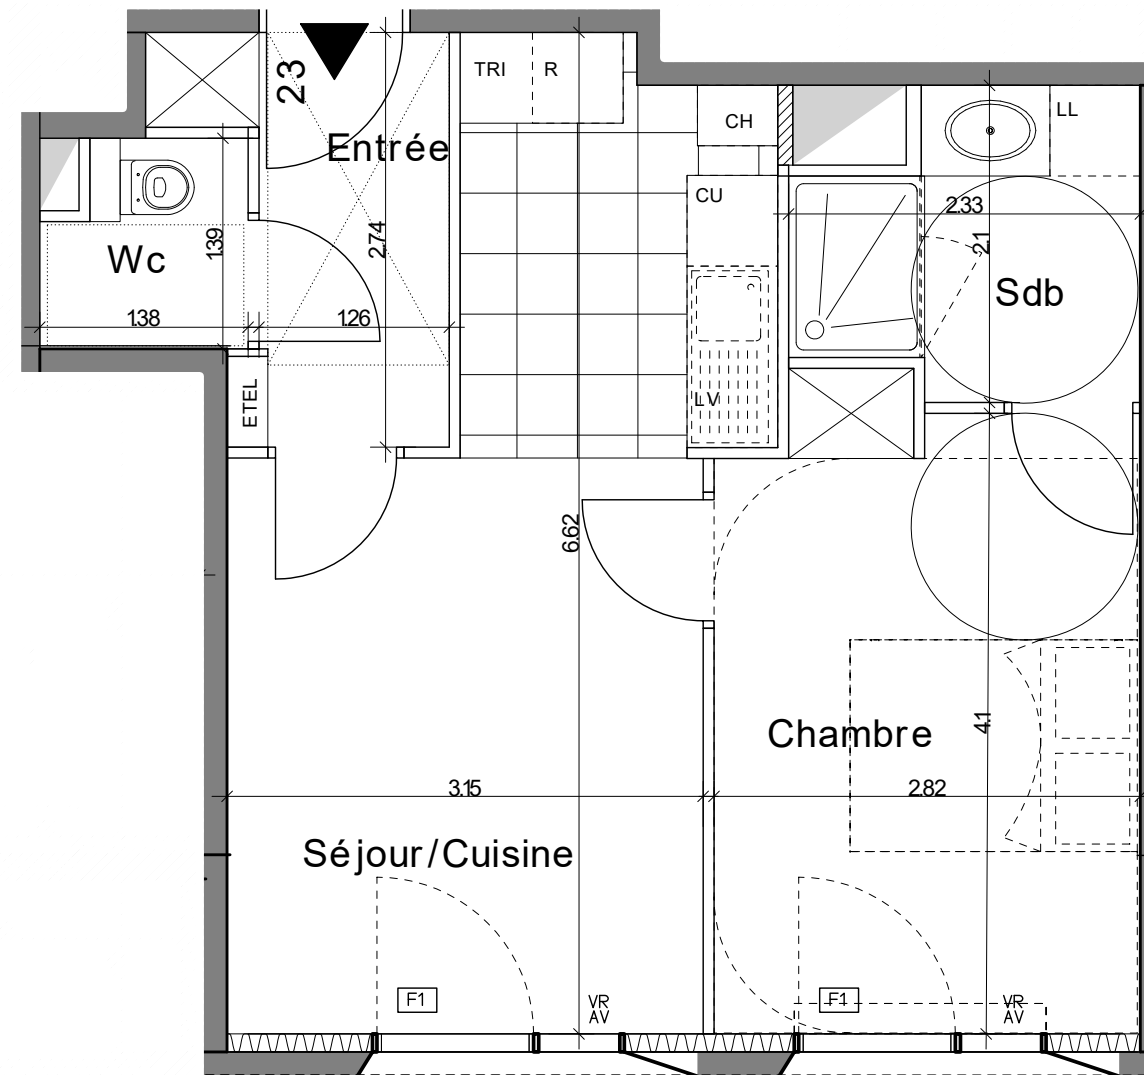 TRI R
23
LL
CH
Entrée
CU
2.33
2.1
1.39
2.74
Wc
Sdb
1.38
1.26
ETEL
LV
6.62
4.1
Chambre
3.15
2.82
Séjour/Cuisine
F1
VR
AV
F1
VR
AV